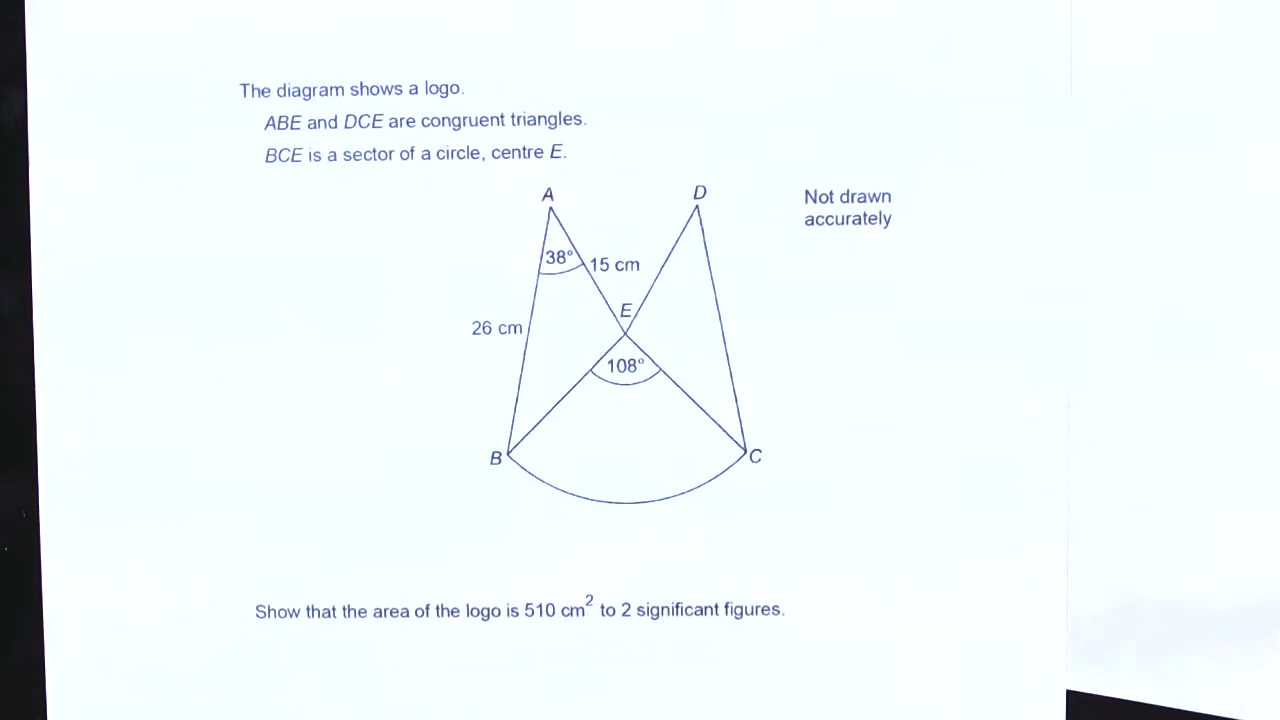 The diagram shows a logo.
ABE and DCE are congruent triangles.
BCE is a sector of a circle, centre E.
A
D
Not drawn
accurately
38°
15 cm
E
26 cm
108°
B
C
Show that the area of the logo is 510 cm² to 2 significant figures.